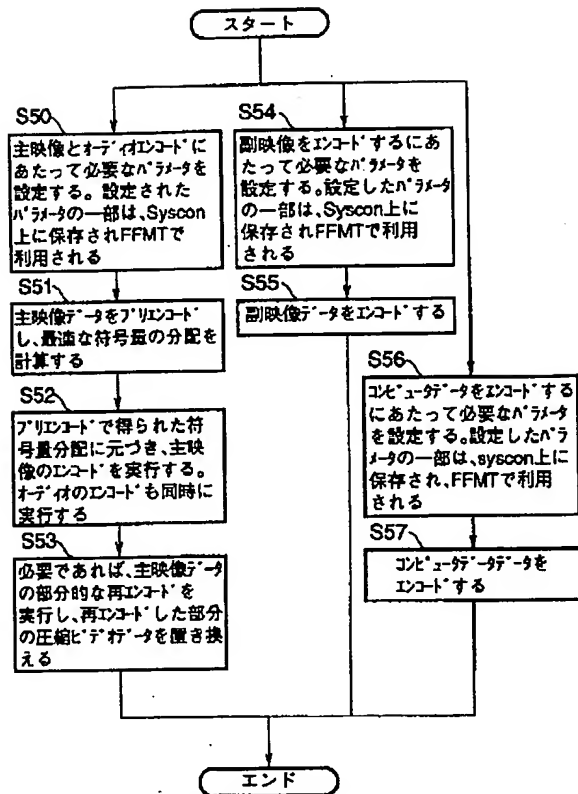 スタート
S50
主映像とオーディオエンコードに
あたって必要なパラメータを
設定する。設定された
パラメータの一部は、Syscon
上に保存されFFMTで
利用される
S51
主映像データをプリエンコード
し、最適な符号量の分配を
計算する
S52
プリエンコードで得られた符
号量分配に元づき、主映
像のエンコードを実行する。
オーディオのエンコードも同時に
実行する
S53
必要であれば、主映像データ
の部分的な再エンコードを
実行し、再エンコードした部分
の圧縮ビデオデータを置き換
える
S54
副映像をエンコードするにあ
たって必要なパラメータを
設定する。設定したパラメータ
の一部は、Syscon上に
保存されFFMTで利用
される
S55
副映像データをエンコードする
S56
コンピュータデータをエンコードする
にあたって必要なパラメータ
を設定する。設定したパラ
メータの一部は、syscon上に
保存され、FFMTで利用
される
S57
コンピュータデータデータを
エンコードする
エンド